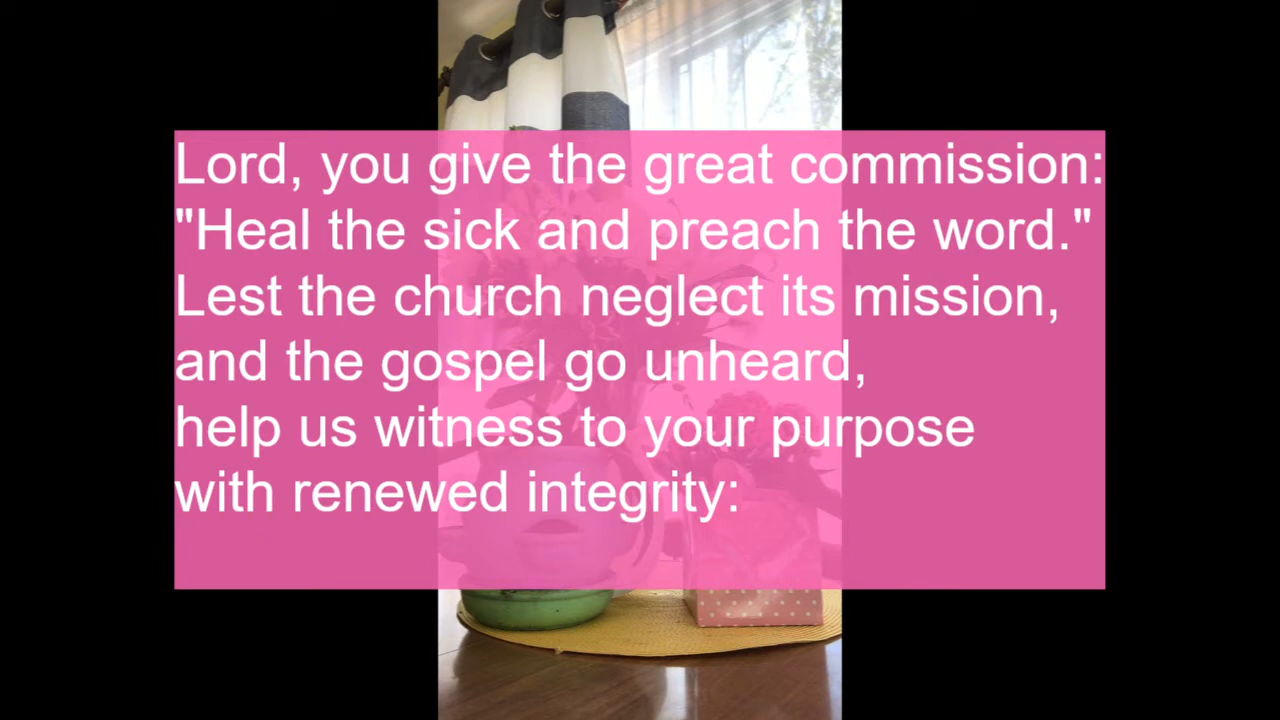 Lord, you give the great commission:
"Heal the sick and preach the word."
Lest the church neglect its mission,
and the gospel go unheard,
help us witness to your purpose
with renewed integrity: